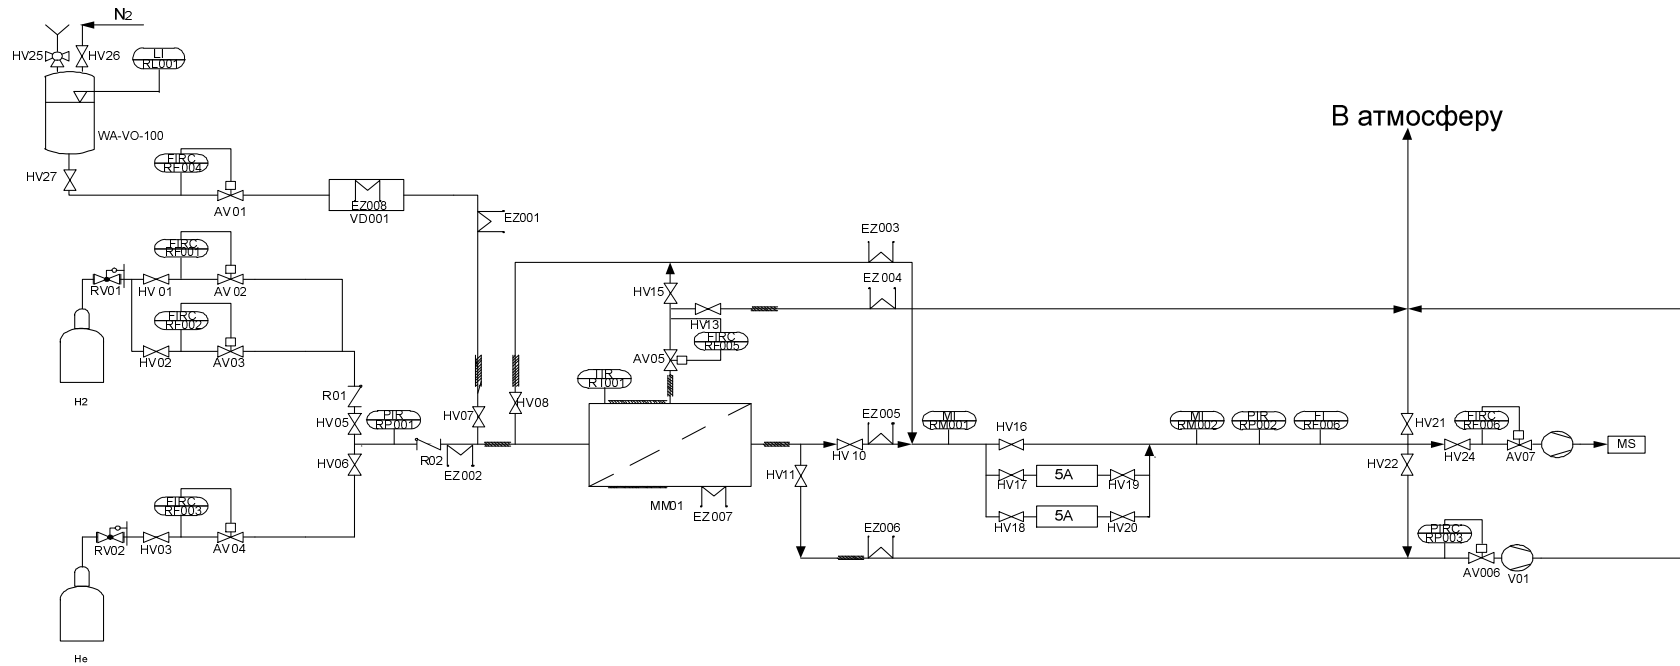 N2
HV25
HV26
LI
RL001
WA-VO-100
HV27
FIRC
RF004
AV01
EZ008
VD001
EZ001
В атмосферу
FIRC
RF001
RV01
HV 01
AV 02
FIRC
RF002
HV02
AV03
H2
R01
HV05
PIR
RP001
HV06
R02
EZ002
HV07
HV08
FIRC
RF003
RV02
HV03
AV04
He
EZ003
HV15
EZ 004
HV13
FIRC
RF005
AV05
TIR
RT001
MM01
EZ007
EZ005
HV 10
HV11
EZ006
MI
RM001
HV16
HV17
5A
HV19
HV18
5A
HV20
MI
RM002
PIR
RP002
FI
RF006
HV21
HV22
FIRC
RF006
HV24
AV07
MS
PIRC
RP003
AV006
V01